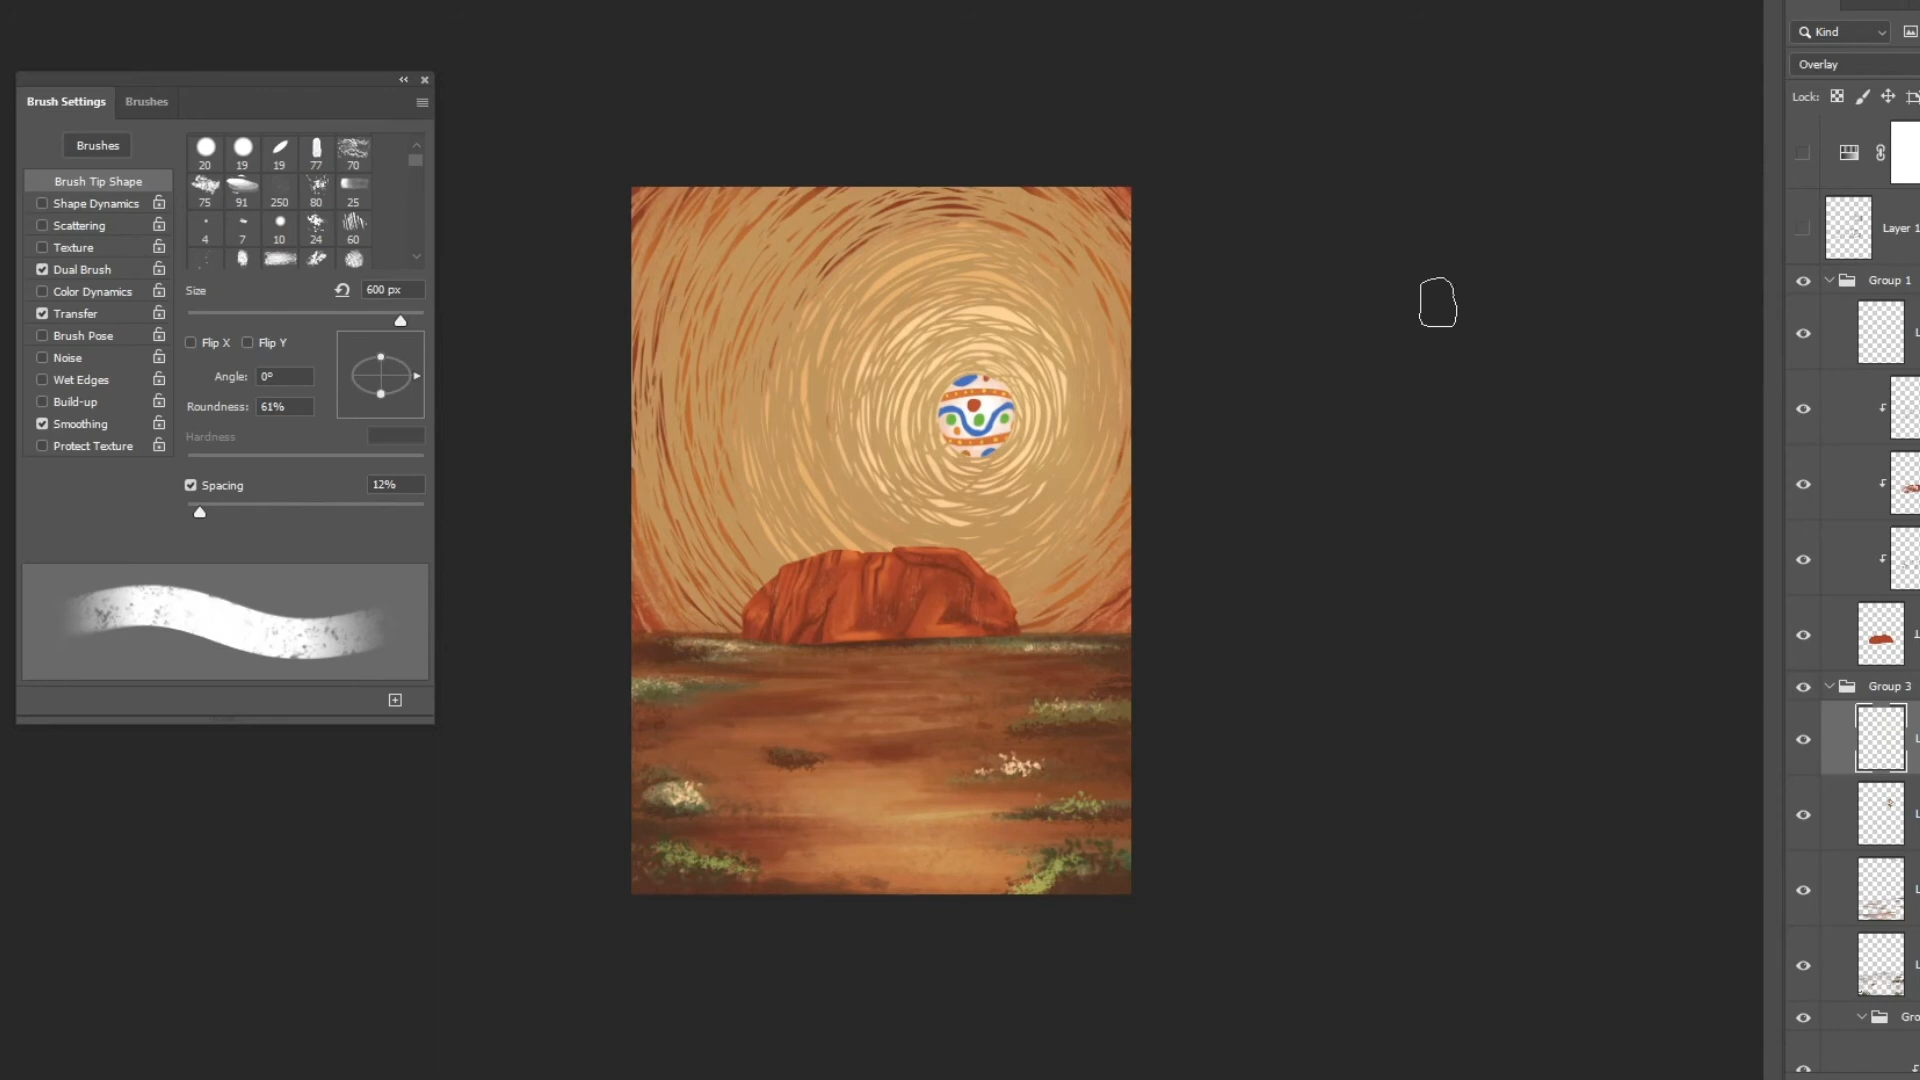 Brush Settings Brushes
Brushes
Brush Tip Shape
Shape Dynamics
Scattering
Texture
Dual Brush
Color Dynamics
Transfer
Brush Pose
Noise
Wet Edges
Build-up
Smoothing
Protect Texture
20 19 19 77 70
75 91 250 80 25
4 7 10 24 60
Size 600 px
Flip X Flip Y
Angle: 0°
Roundness: 61%
Hardness
Spacing 12%
Kind
Overlay
Lock:
Layer 1
Group 1
Group 3